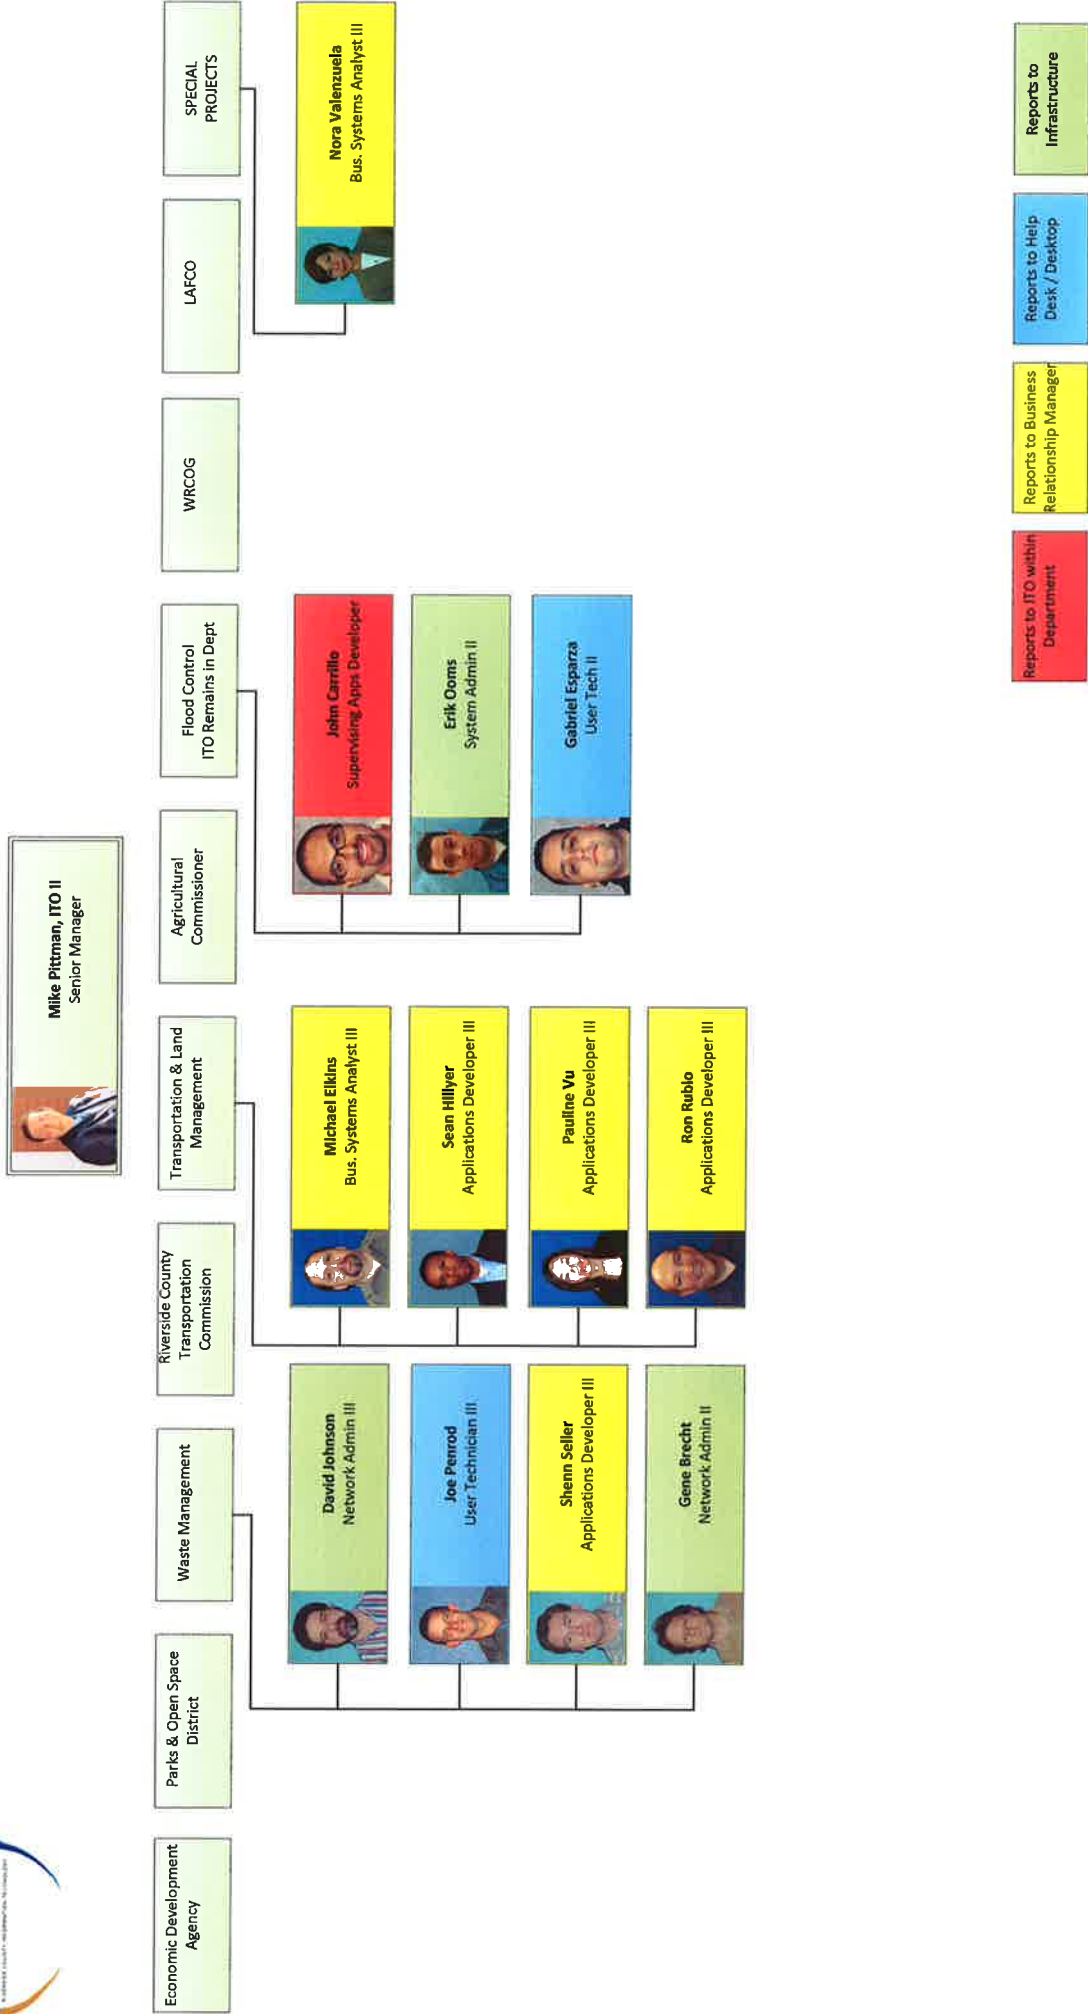 Mike Pittman, ITO II
Senior Manager
Economic Development
Agency
Parks & Open Space
District
Waste Management
Riverside County
Transportation
Commission
Transportation & Land
Management
Agricultural
Commissioner
Flood Control
ITO Remains in Dept
WRCOG
LAFCO
SPECIAL
PROJECTS
David Johnson
Network Admin III
Joe Penrod
User Technician III
Shenn Seller
Applications Developer III
Gene Brecht
Network Admin II
Michael Elkins
Bus. Systems Analyst III
Sean Hillyer
Applications Developer III
Pauline Vu
Applications Developer III
Ron Rubio
Applications Developer III
John Carrillo
Supervising Apps Developer
Erik Ooms
System Admin II
Gabriel Esparza
User Tech II
Nora Valenzuela
Bus. Systems Analyst III
Reports to ITO within
Department
Reports to Business
Relationship Manager
Reports to Help
Desk / Desktop
Reports to
Infrastructure